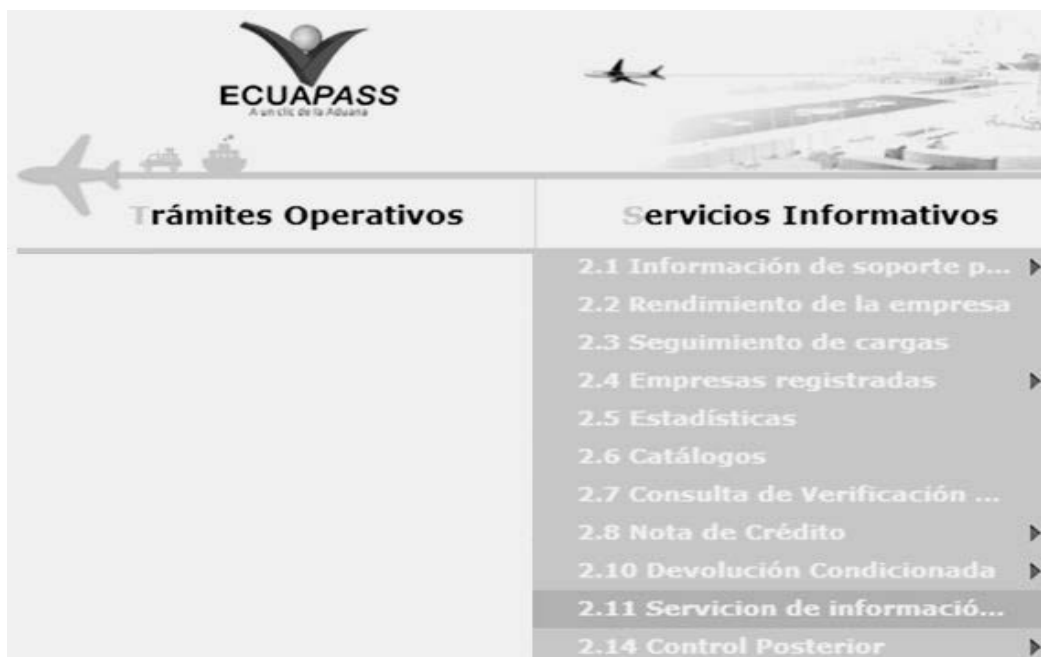 ECUAPASS
A un clic de la Aduana
Trámites Operativos
Servicios Informativos
2.1 Información de soporte p...
2.2 Rendimiento de la empresa
2.3 Seguimiento de cargas
2.4 Empresas registradas
2.5 Estadísticas
2.6 Catálogos
2.7 Consulta de Verificación ...
2.8 Nota de Crédito
2.10 Devolución Condicionada
2.11 Servicion de informació...
2.14 Control Posterior